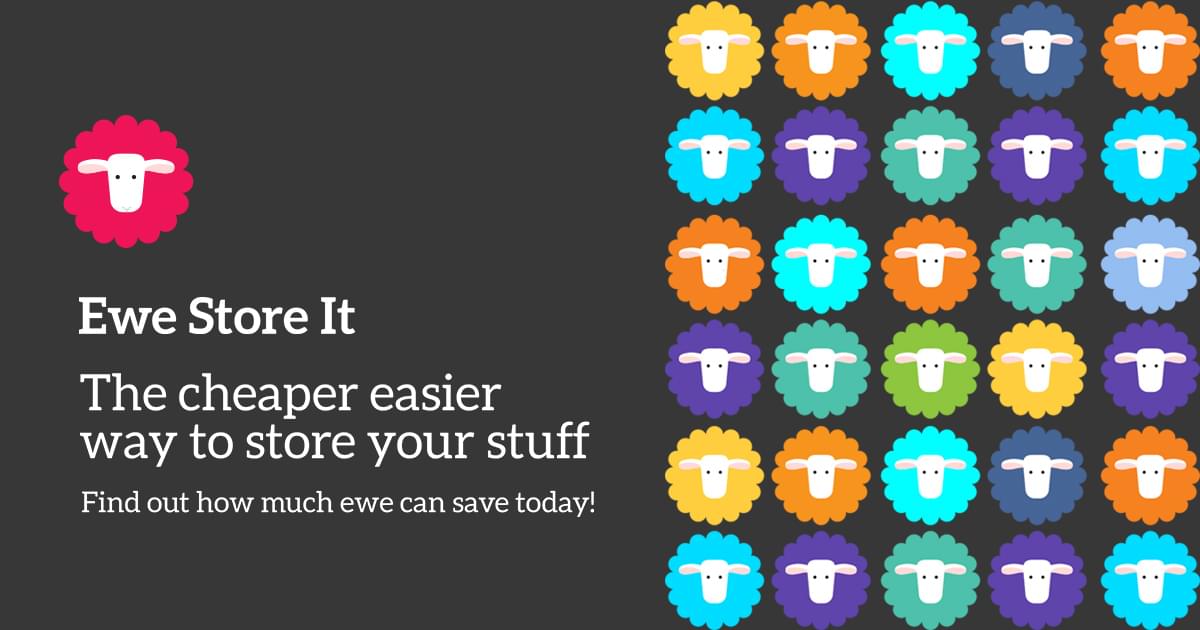 Ewe Store It
The cheaper easier
way to store your stuff
Find out how much ewe can save today!